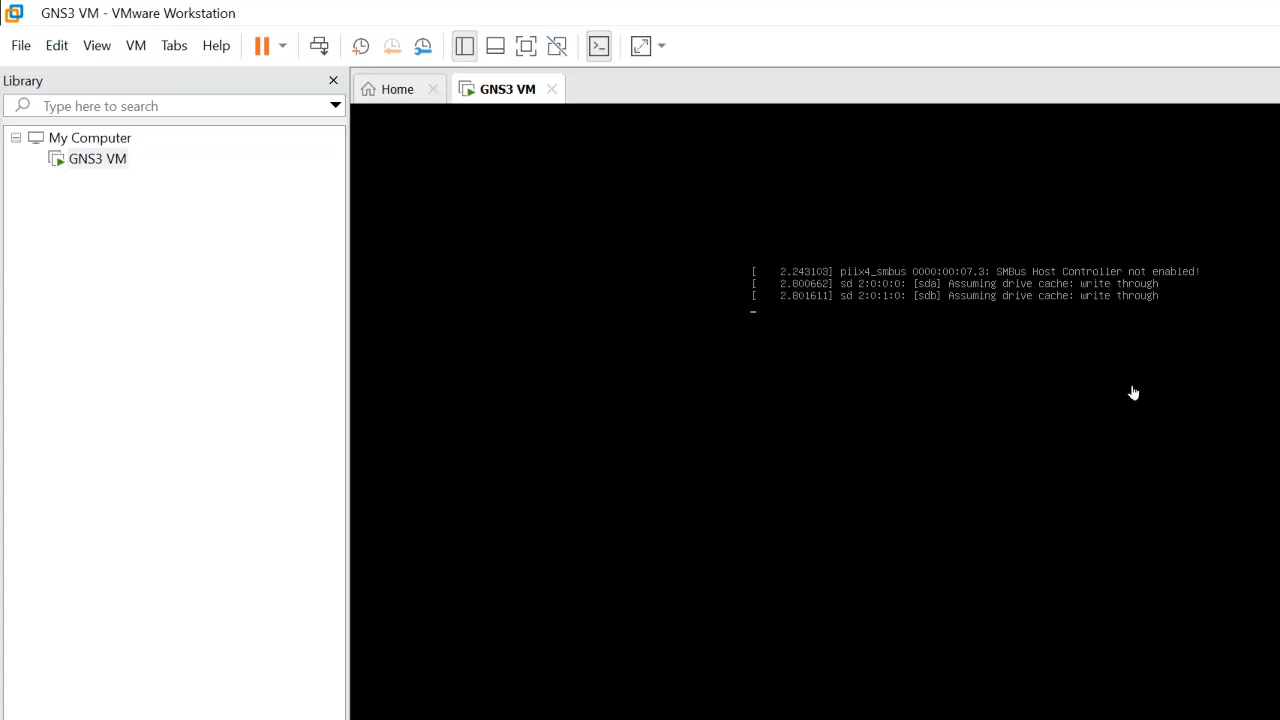 GNS3 VM - VMware Workstation
File Edit View VM Tabs Help
Library
Type here to search
Home
GNS3 VM
My Computer
GNS3 VM
[    2.243103] piix4_smbus 0000:00:07.3: SMBus Host Controller not enabled!
[    2.800662] sd 2:0:0:0: [sda] Assuming drive cache: write through
[    2.801611] sd 2:0:1:0: [sdb] Assuming drive cache: write through